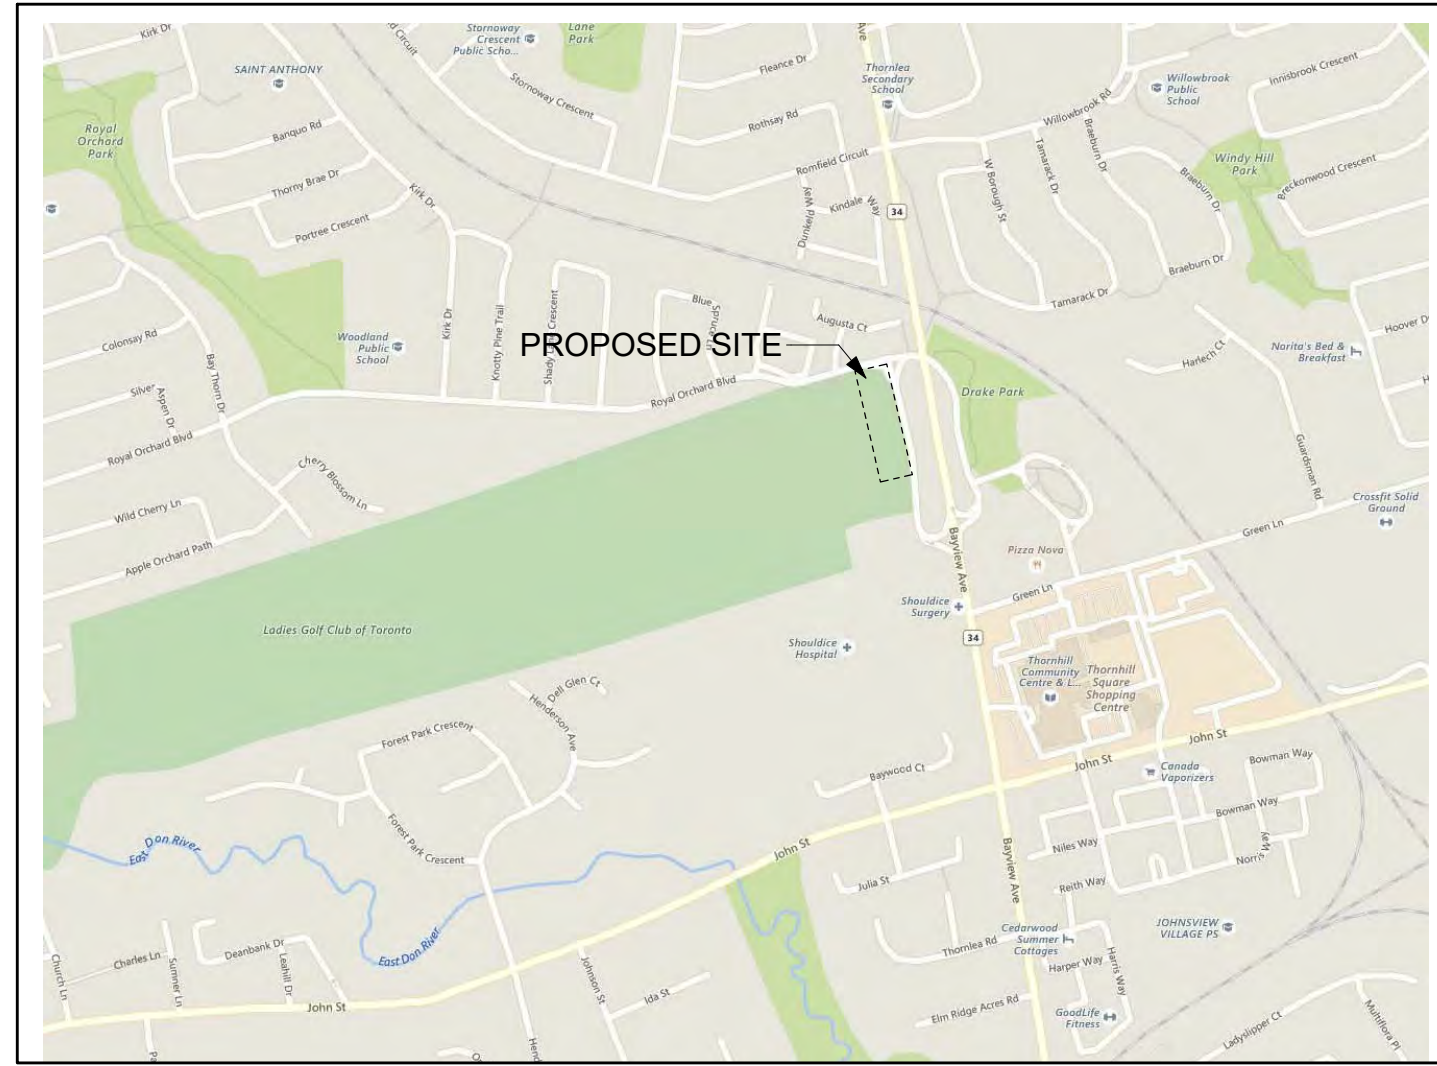 Kirk Dr
Stornoway
Crescent
Public Scho...
Lane
Park
Ave
Fleance Dr
Thornlea
Secondary
School
Willowbrook
Public
School
Innisbrook Crescent
SAINT ANTHONY
Stornoway Crescent
Willowbrook Rd
Royal
Orchard
Park
Banquo Rd
Rothsay Rd
Romfield Circuit
Tamarack Dr
Braeburn Dr
Windy Hill
Park
Breckonwood Crescent
Thorny Brae Dr
Kirk Dr
W Borough St
Braeburn Dr
Portree Crescent
Dunkeld Way
Kindale Way
34
Braeburn Dr
Tamarack Dr
Colonsay Rd
Woodland
Public
School
Kirk Dr
Knotty Pine Trail
Shady Lane Crescent
Blue Spruce Ln
Augusta Ct
PROPOSED SITE
Harlech Ct
Norita's Bed &
Breakfast
Hoover D
Bay Thorn Dr
Silver
Aspen Dr
Royal Orchard Blvd
Drake Park
Royal Orchard Blvd
Cherry Blossom Ln
Guardsman Rd
Crossfit Solid
Ground
Wild Cherry Ln
Green Ln
Apple Orchard Path
Bayview Ave
Pizza Nova
Green Ln
Shouldice
Surgery
Ladies Golf Club of Toronto
34
Shouldice
Hospital
Thornhill
Community
Centre & L...
Thornhill
Square
Shopping
Centre
Dell Glen Ct
Henderson Ave
Forest Park Crescent
John St
John St
Bowman Way
Baywood Ct
Canada
Vaporizers
Bowman Way
East Don River
Forest Park Crescent
John St
Bayview Ave
Niles Way
Norris Way
Julia St
Reith Way
Cedarwood
Summer
Cottages
JOHNSVIEW
VILLAGE PS
Church Ln
Charles Ln
Sumner Ln
Deanbank Dr
Leahill Dr
East Don River
Thornlea Rd
Harper Way
Harris Way
Johnson St
Ida St
John St
Elm Ridge Acres Rd
GoodLife
Fitness
Ladyslipper Ct
Multiflora Pl
Hend